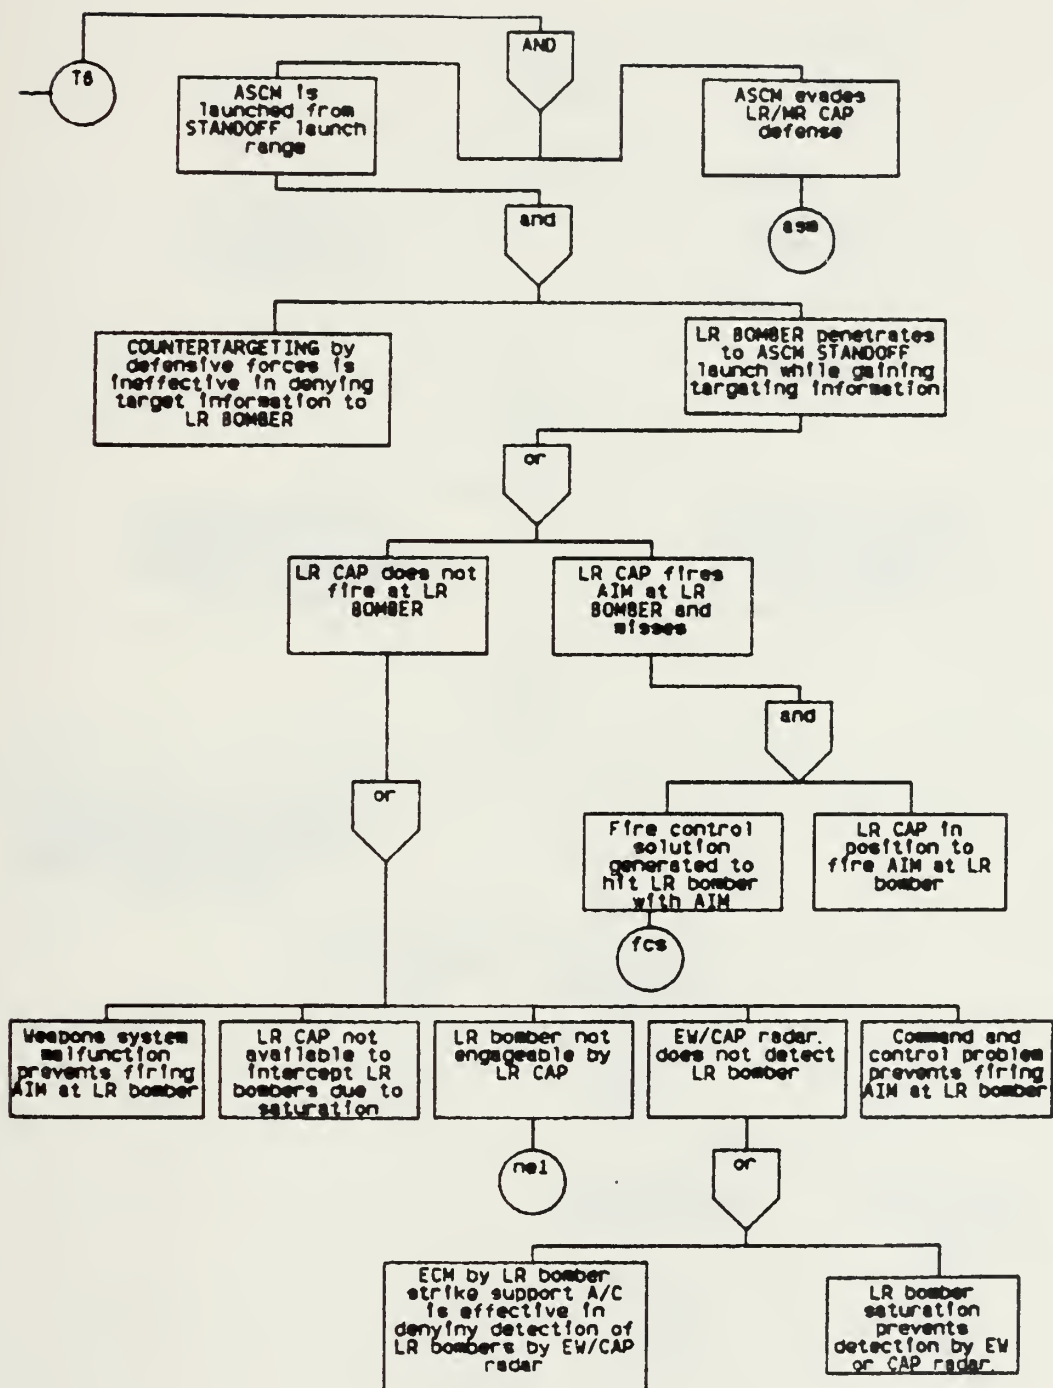 T6
AND
ASCM is
launched from
STANDOFF launch
range
ASCM evades
LR/MR CAP
defense
and
asm
COUNTERTARGETING by
defensive forces is
ineffective in denying
target information to
LR BOMBER
LR BOMBER penetrates
to ASCM STANDOFF
launch while gaining
targating information
or
LR CAP does not
fire at LR
BOMBER
LR CAP fires
AIM at LR
BOMBER and
misses
and
or
Fire control
solution
generated to
hit LR bomber
with AIM
LR CAP in
position to
fire AIM at LR
bomber
fcs
Weapons system
malfunction
prevents firing
AIM at LR bomber
LR CAP not
available to
intercept LR
bombers due to
saturation
LR bomber not
engageable by
LR CAP
EW/CAP radar.
does not detect
LR bomber
Command and
control problem
prevents firing
AIM at LR bomber
nel
or
ECM by LR bomber
strike support A/C
is effective in
denyiny detection of
LR bombers by EW/CAP
radar
LR bomber
saturation
prevents
detection by EW
or CAP radar.